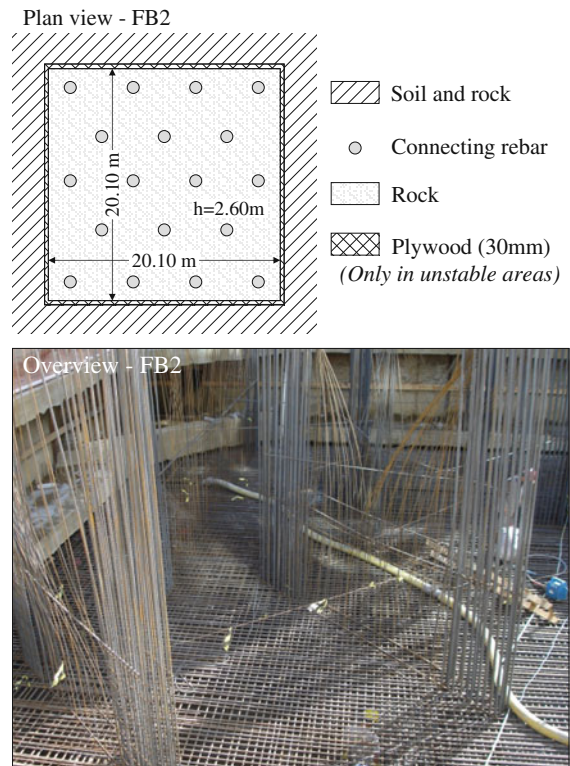 Plan view - FB2
Soil and rock
Connecting rebar
20.10 m
h=2.60m
Rock
20.10 m
Plywood (30mm)
(Only in unstable areas)
Overview - FB2